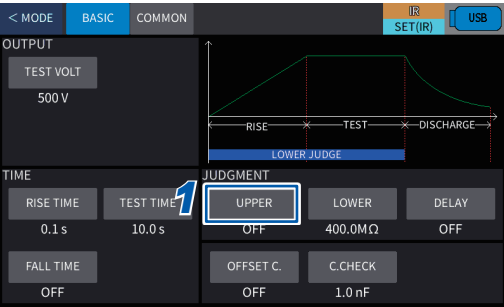 < MODE BASIC COMMON IR SET(IR) USB
OUTPUT
TEST VOLT
500 V
RISE TEST DISCHARGE
LOWER JUDGE
TIME JUDGMENT
RISE TIME TEST TIME 1 UPPER LOWER DELAY
0.1 s 10.0 s OFF 400.0MΩ OFF
FALL TIME OFFSET C. C.CHECK
OFF OFF 1.0 nF